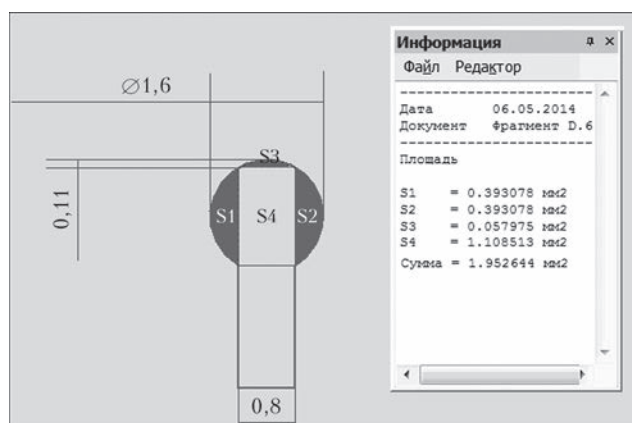 ∅1,6
S3
0,11
S1
S4
S2
0,8
Информация
Файл Редактор
Дата 06.05.2014
Документ Фрагмент D.6
Площадь
S1 = 0.393078 мм2
S2 = 0.393078 мм2
S3 = 0.057975 мм2
S4 = 1.108513 мм2
Сумма = 1.952644 мм2